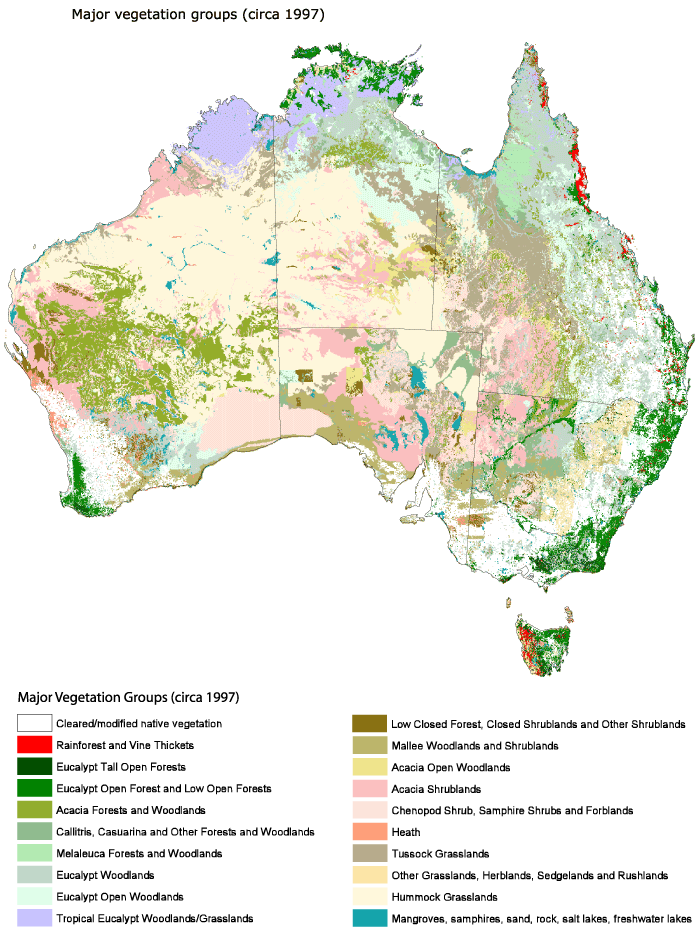 Major vegetation groups (circa 1997)
Major Vegetation Groups (circa 1997)
Cleared/modified native vegetation
Rainforest and Vine Thickets
Eucalypt Tall Open Forests
Eucalypt Open Forest and Low Open Forests
Acacia Forests and Woodlands
Callitris, Casuarina and Other Forests and Woodlands
Melaleuca Forests and Woodlands
Eucalypt Woodlands
Eucalypt Open Woodlands
Tropical Eucalypt Woodlands/Grasslands
Low Closed Forest, Closed Shrublands and Other Shrublands
Mallee Woodlands and Shrublands
Acacia Open Woodlands
Acacia Shrublands
Chenopod Shrub, Samphire Shrubs and Forblands
Heath
Tussock Grasslands
Other Grasslands, Herblands, Sedgelands and Rushlands
Hummock Grasslands
Mangroves, samphires, sand, rock, salt lakes, freshwater lakes